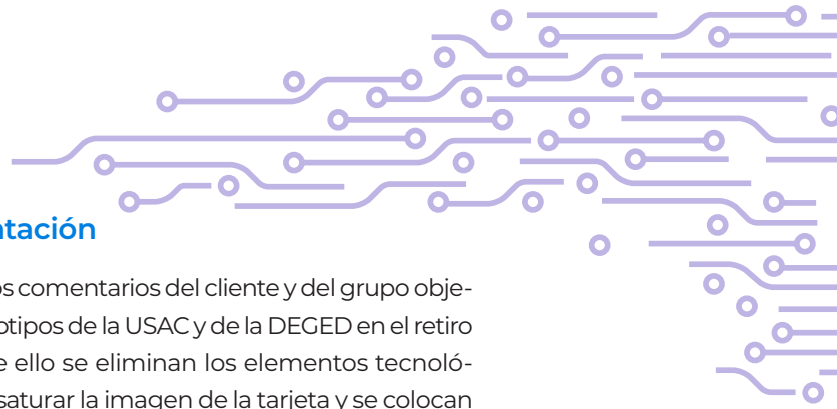 ntación
os comentarios del cliente y del grupo obje-
otipos de la USAC y de la DEGED en el retiro
e ello se eliminan los elementos tecnoló-
saturar la imagen de la tarjeta y se colocan